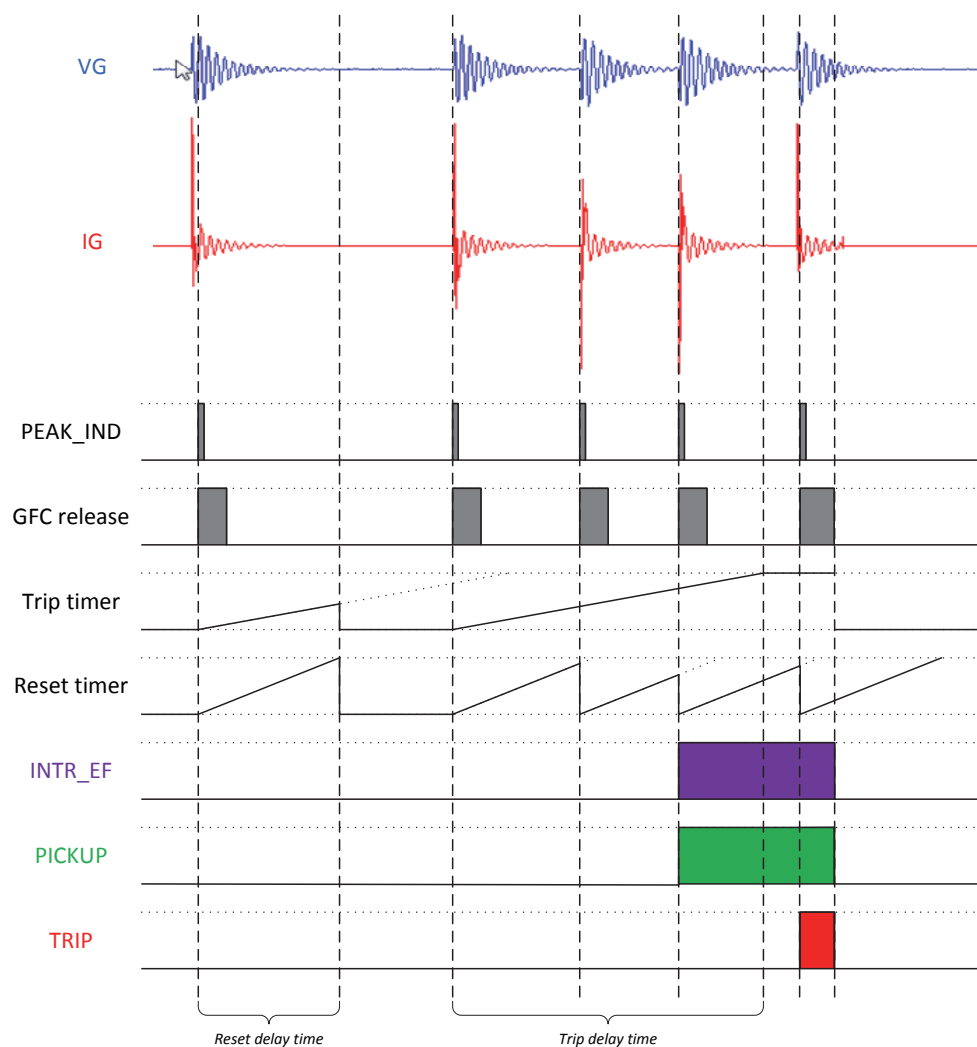 VG
IG
PEAK_IND
GFC release
Trip timer
Reset timer
INTR_EF
PICKUP
TRIP
Reset delay time
Trip delay time